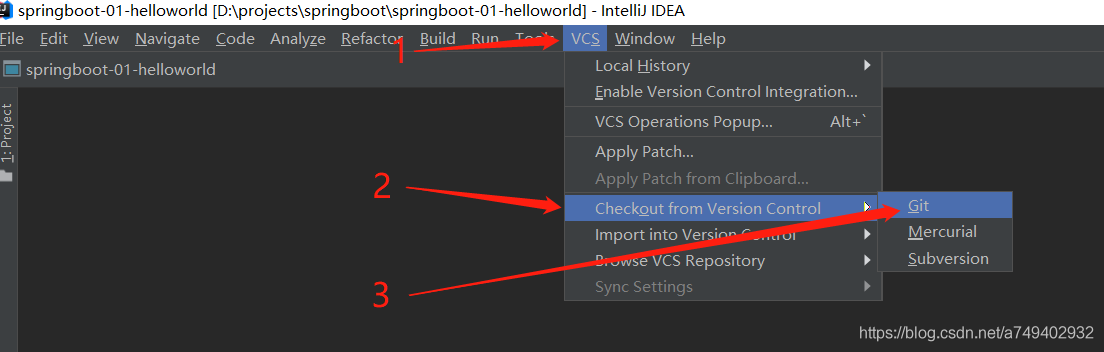 springboot-01-helloworld [D:\projects\springboot\springboot-01-helloworld] - IntelliJ IDEA
File Edit View Navigate Code Analyze Refactor Build Run Tools VCS Window Help
1
springboot-01-helloworld
1: Project
Local History
Enable Version Control Integration...
VCS Operations Popup... Alt+`
Apply Patch...
Apply Patch from Clipboard...
2
Checkout from Version Control
Git
Import into Version Control
Mercurial
Browse VCS Repository
Subversion
3
Sync Settings
https://blog.csdn.net/a749402932